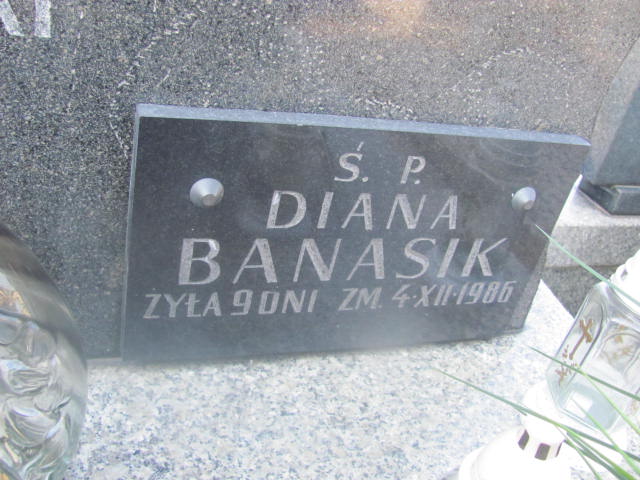 Ś. P.
DIANA
BANASIK
ŻYŁA 9 DNI ZM. 4·XII·1986